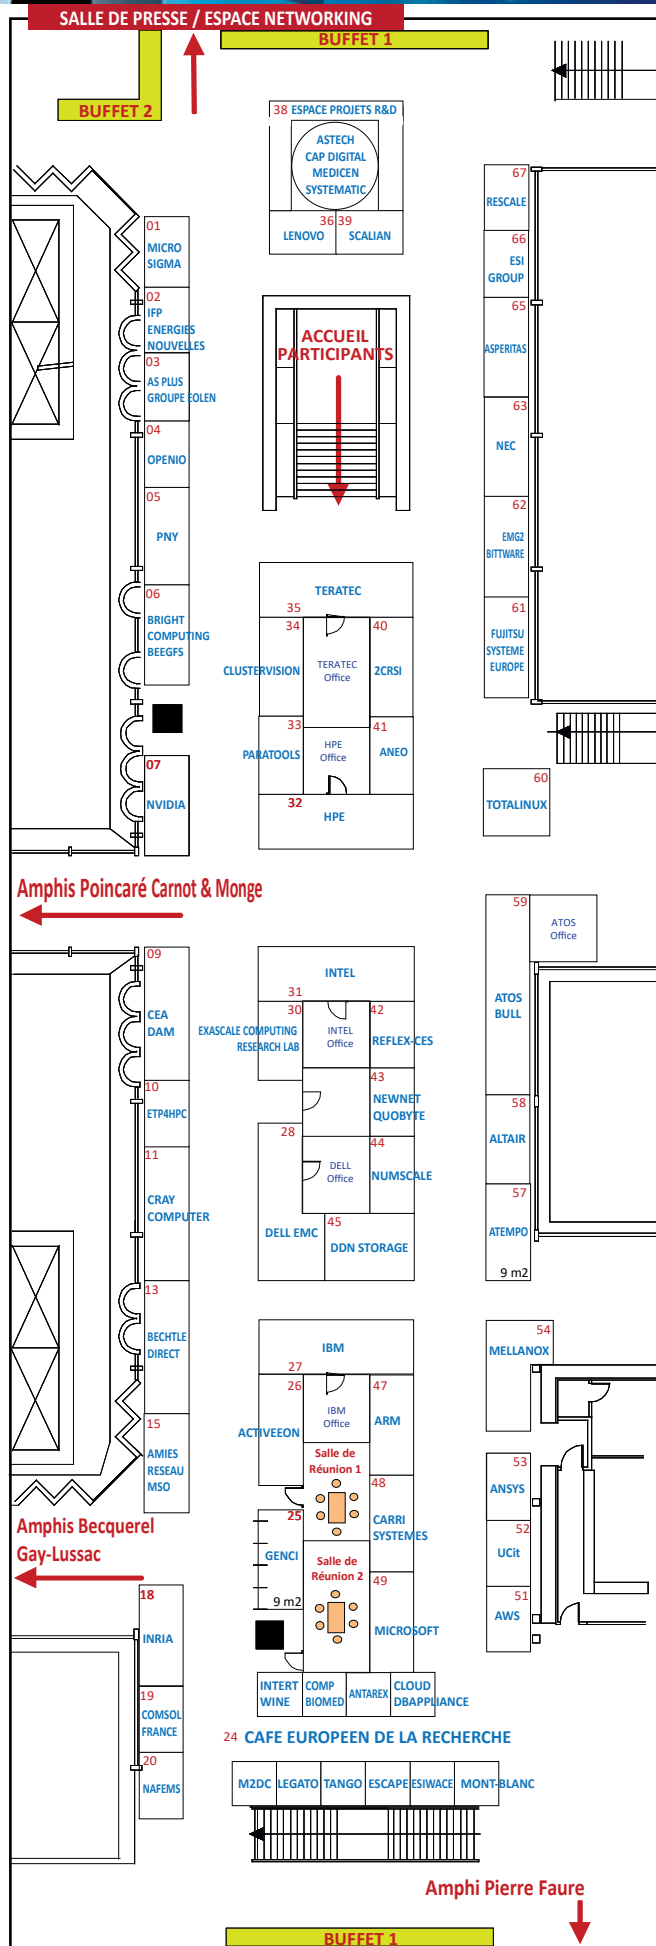 SALLE DE PRESSE / ESPACE NETWORKING
BUFFET 1
BUFFET 2
38 ESPACE PROJETS R&D
ASTECH
CAP DIGITAL
MEDICEN
SYSTEMATIC
36 39
LENOVO
SCALIAN
67
RESCALE
66
ESI
GROUP
65
ASPERITAS
63
NEC
62
EMG2
BITTWARE
61
FUJITSU
SYSTEME
EUROPE
60
TOTALINUX
01
MICRO
SIGMA
02
IFP
ENERGIES
NOUVELLES
03
AS PLUS
GROUPE EOLEN
04
OPENIO
05
PNY
06
BRIGHT
COMPUTING
BEEGFS
07
NVIDIA
ACCUEIL
PARTICIPANTS
TERATEC
35
34
CLUSTERVISION
TERATEC
Office
40
2CRSI
33
PARATOOLS
HPE
Office
41
ANEO
32
HPE
Amphis Poincaré Carnot & Monge
59
ATOS
Office
ATOS
BULL
58
ALTAIR
57
ATEMPO
9 m2
09
CEA
DAM
10
ETP4HPC
11
CRAY
COMPUTER
13
BECHTLE
DIRECT
15
AMIES
RESEAU
MSO
INTEL
31
30
EXASCALE COMPUTING
RESEARCH LAB
INTEL
Office
42
REFLEX-CES
43
NEWNET
QUOBYTE
28
DELL
Office
44
NUMSCALE
DELL EMC
45
DDN STORAGE
IBM
27
26
ACTIVEEON
IBM
Office
47
ARM
Salle de
Réunion 1
48
CARRI
SYSTEMES
25
GENCI
9 m2
Salle de
Réunion 2
49
MICROSOFT
54
MELLANOX
53
ANSYS
52
UCit
51
AWS
Amphis Becquerel
Gay-Lussac
18
INRIA
19
COMSOL
FRANCE
20
NAFEMS
INTERT
WINE
COMP
BIOMED
ANTAREX
CLOUD
DBAPPLIANCE
24 CAFE EUROPEEN DE LA RECHERCHE
M2DC
LEGATO
TANGO
ESCAPE
ESIWACE
MONT-BLANC
Amphi Pierre Faure
BUFFET 1